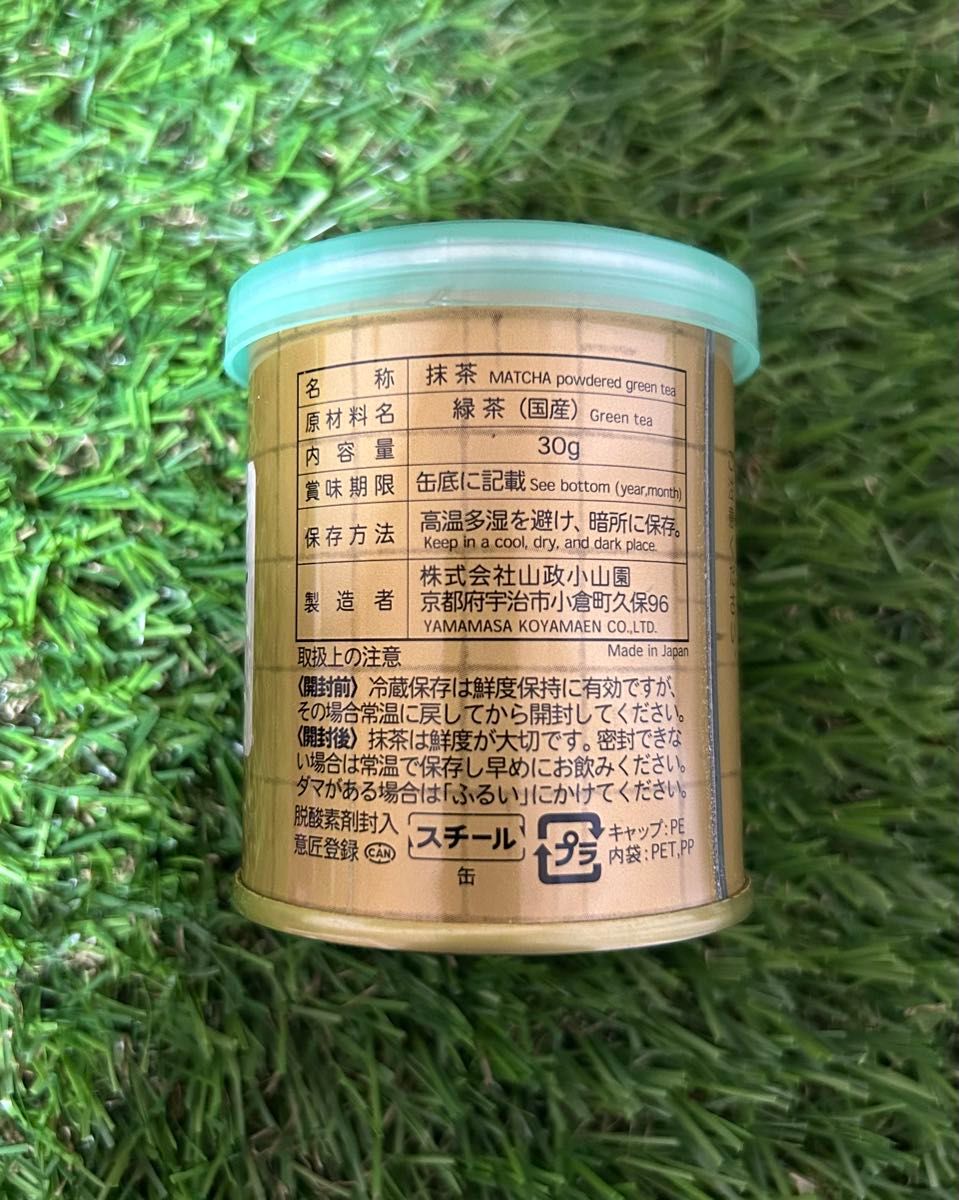 名称 抹茶 MATCHA powdered green tea
原材料名 緑茶(国産) Green tea
内容量 30g
賞味期限 缶底に記載 See bottom (year,month)
保存方法 高温多湿を避け、暗所に保存。
Keep in a cool, dry, and dark place.
製造者 株式会社山政小山園
京都府宇治市小倉町久保96
YAMAMASA KOYAMAEN CO.,LTD.
Made in Japan
取扱上の注意
〈開封前〉冷蔵保存は鮮度保持に有効ですが、
その場合常温に戻してから開封してください。
〈開封後〉抹茶は鮮度が大切です。密封できな
い場合は常温で保存し早めにお飲みください。
ダマがある場合は「ふるい」にかけてください。
脱酸素剤封入
意匠登録 CAN
スチール
缶
プラ
キャップ:PE
内袋:PET,PP